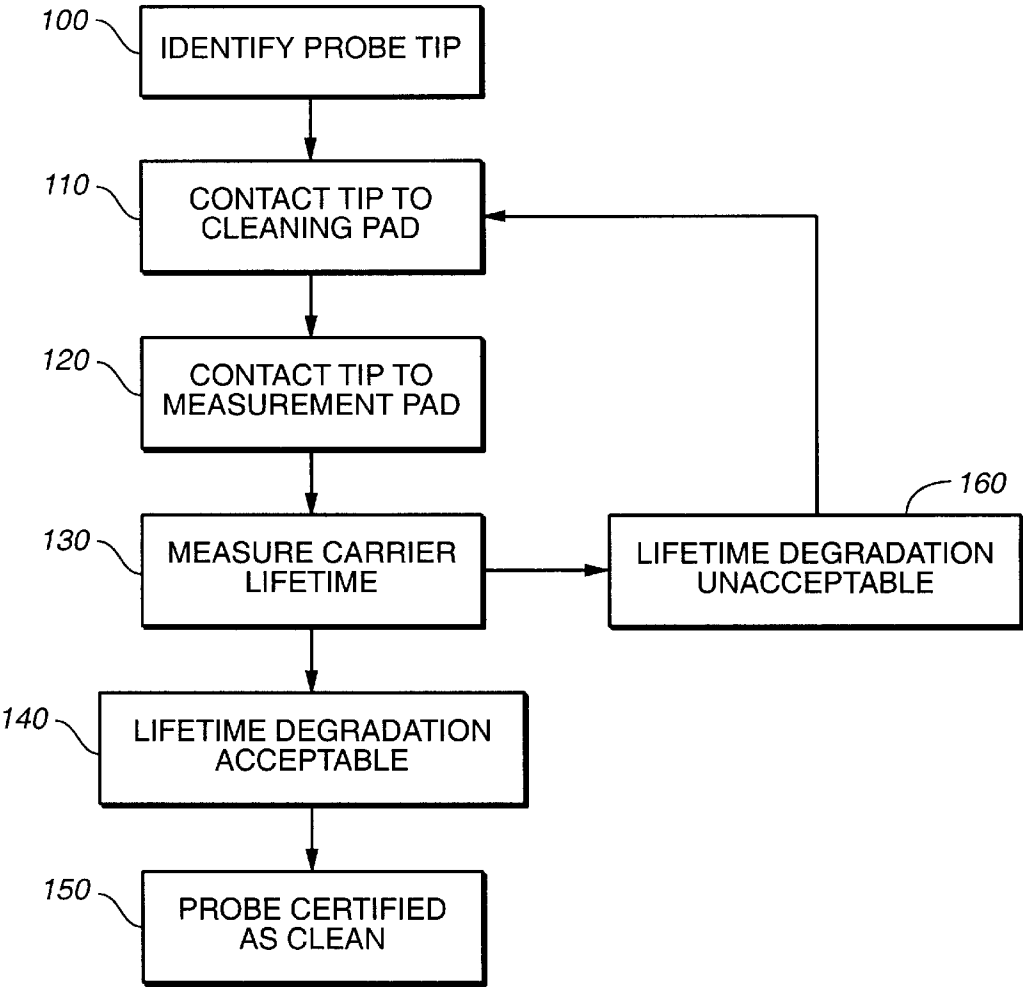 100
IDENTIFY PROBE TIP
110
CONTACT TIP TO
CLEANING PAD
120
CONTACT TIP TO
MEASUREMENT PAD
130
MEASURE CARRIER
LIFETIME
160
LIFETIME DEGRADATION
UNACCEPTABLE
140
LIFETIME DEGRADATION
ACCEPTABLE
150
PROBE CERTIFIED
AS CLEAN